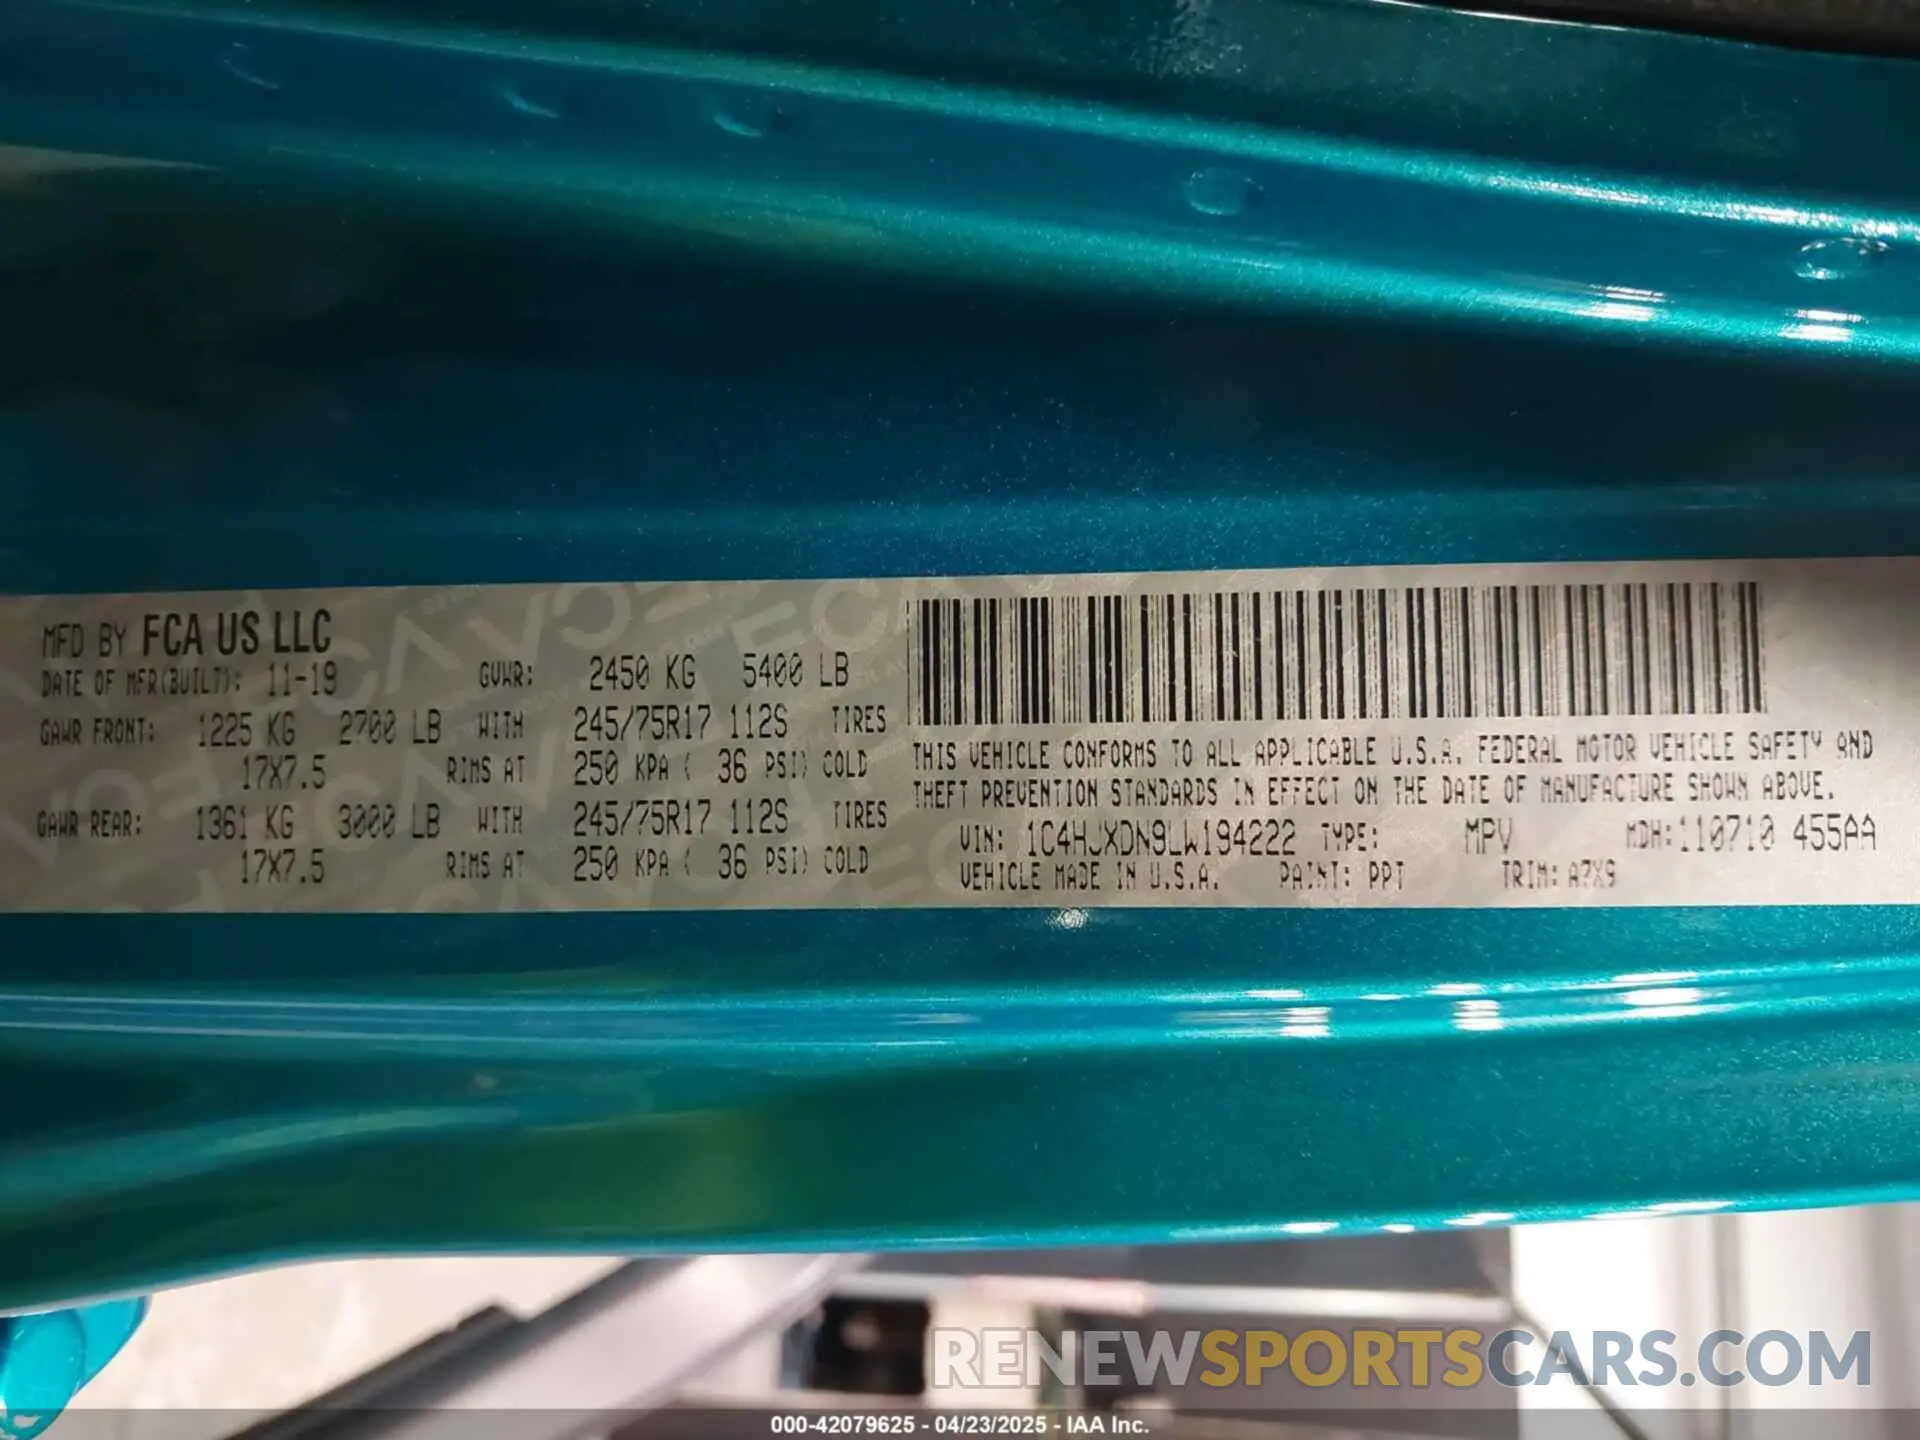 MFD BY FCA US LLC
DATE OF MFR(BUILT): 11-19 GVWR: 2450 KG 5400 LB
GAWR FRONT: 1225 KG 2700 LB WITH 245/75R17 112S TIRES
17X7.5 RIMS AT 250 KPA ( 36 PSI) COLD
GAWR REAR: 1361 KG 3000 LB WITH 245/75R17 112S TIRES
17X7.5 RIMS AT 250 KPA ( 36 PSI) COLD
THIS VEHICLE CONFORMS TO ALL APPLICABLE U.S.A. FEDERAL MOTOR VEHICLE SAFETY AND
THEFT PREVENTION STANDARDS IN EFFECT ON THE DATE OF MANUFACTURE SHOWN ABOVE.
VIN: 1C4HJXDN9LW194222 TYPE: MPV MDH:110710 455AA
VEHICLE MADE IN U.S.A. PAINT: PPT TRIM: A7X9
RENEWSPORTSCARS.COM
000-42079625 - 04/23/2025 - IAA Inc.